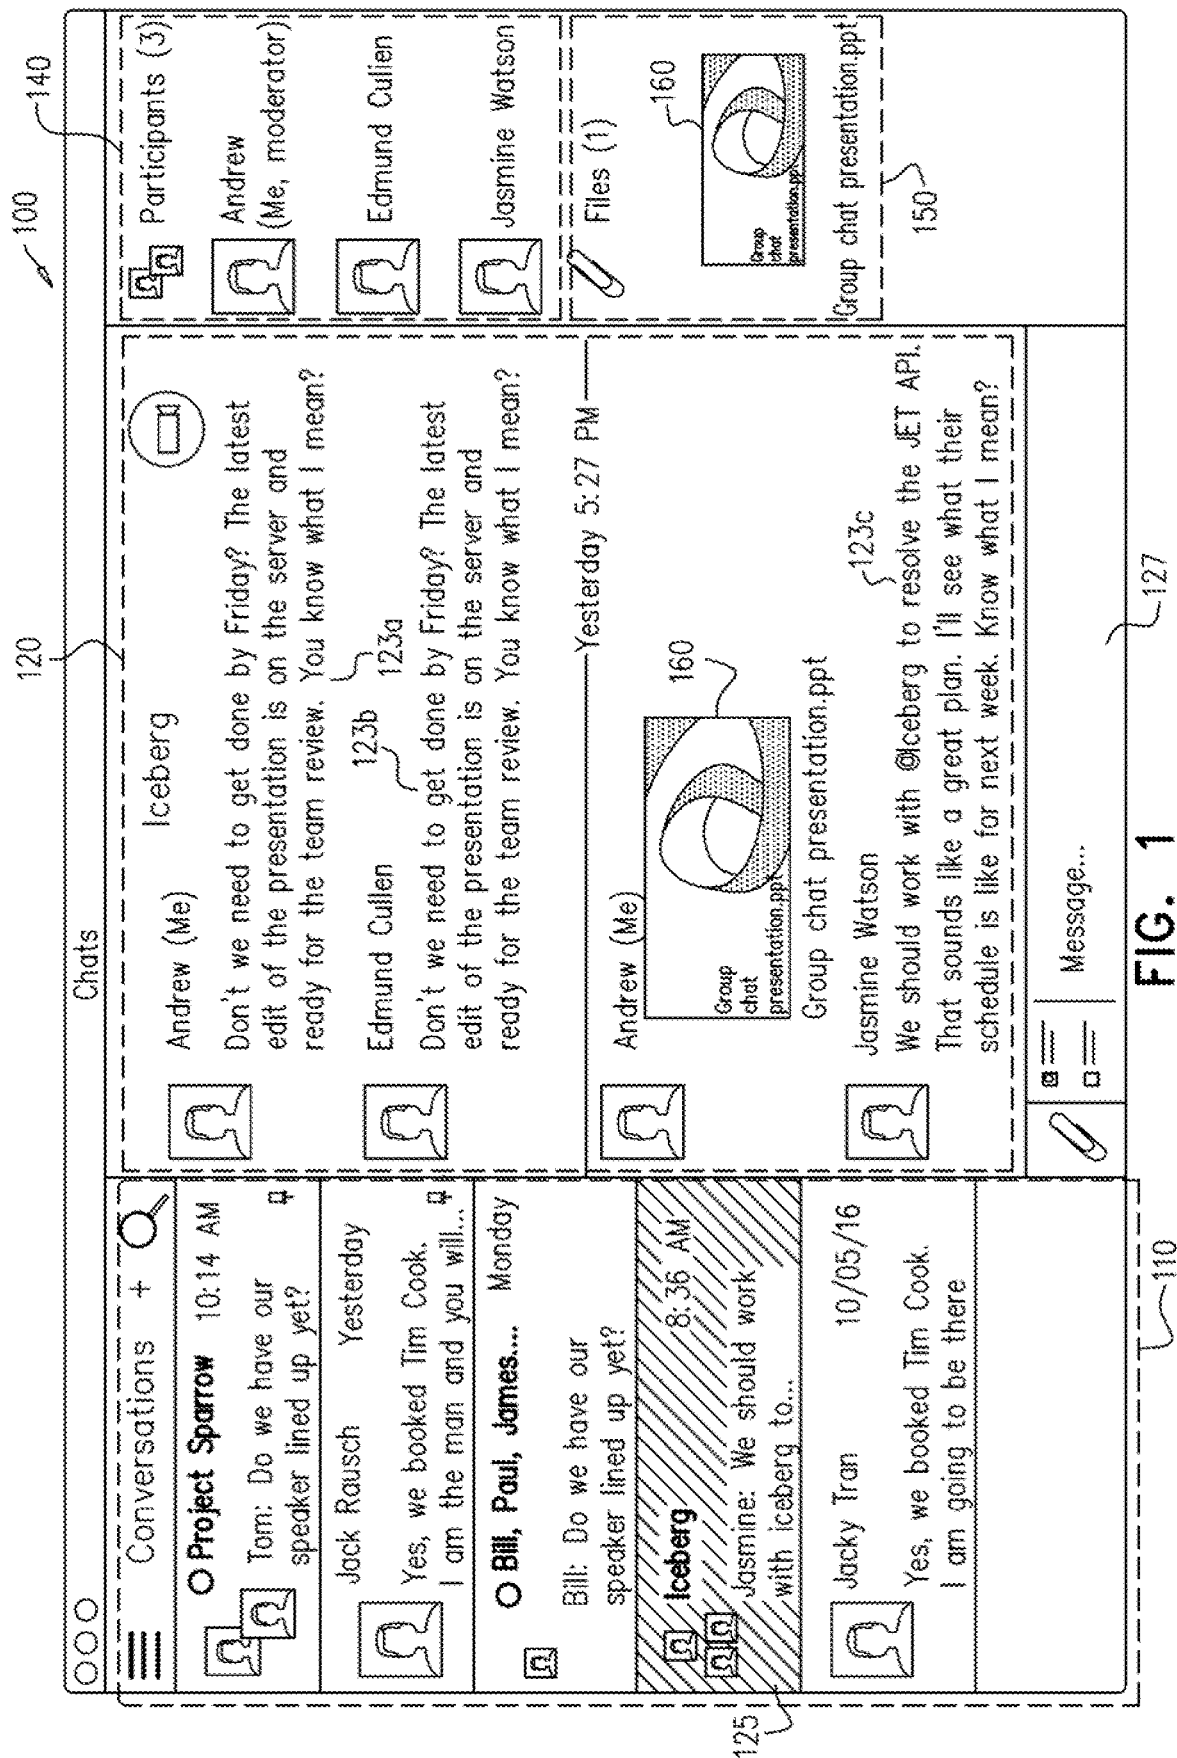 100
Chats
110
Conversations +
Project Sparrow 10:14 AM
Tom: Do we have our
speaker lined up yet?
Jack Rausch Yesterday
Yes, we booked Tim Cook.
I am the man and you will...
Bill, Paul, James.... Monday
Bill: Do we have our
speaker lined up yet?
125
Iceberg 8:36 AM
Jasmine: We should work
with iceberg to...
Jacky Tran 10/05/16
Yes, we booked Tim Cook.
I am going to be there
120
Iceberg
Andrew (Me)
Don't we need to get done by Friday? The latest
edit of the presentation is on the server and
ready for the team review. You know what I mean?
123a
Edmund Cullen
123b
Don't we need to get done by Friday? The latest
edit of the presentation is on the server and
ready for the team review. You know what I mean?
Yesterday 5:27 PM
Andrew (Me)
160
Group
chat
presentation.ppt
Group chat presentation.ppt
Jasmine Watson
123c
We should work with @Iceberg to resolve the JET API.
That sounds like a great plan. I'll see what their
schedule is like for next week. Know what I mean?
Message...
127
140
Participants (3)
Andrew
(Me, moderator)
Edmund Cullen
Jasmine Watson
Files (1)
160
Group
chat
presentation.ppt
Group chat presentation.ppt
150
FIG. 1